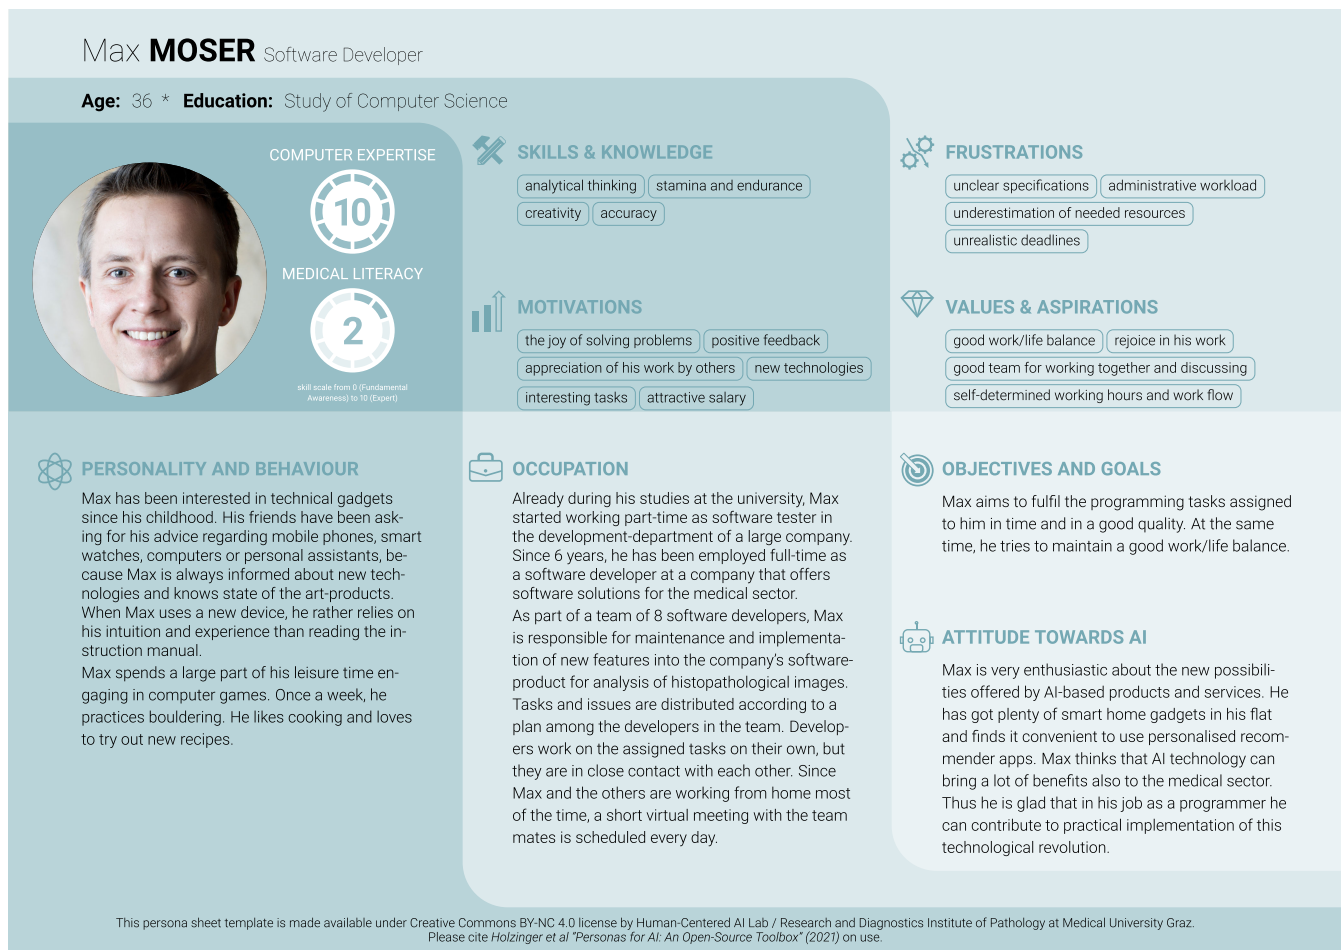 Max MOSER Software Developer
Age: 36 * Education: Study of Computer Science
COMPUTER EXPERTISE
10
MEDICAL LITERACY
2
skill scale from 0 (Fundamental
Awareness) to 10 (Expert)
SKILLS & KNOWLEDGE
analytical thinking stamina and endurance
creativity accuracy
MOTIVATIONS
the joy of solving problems positive feedback
appreciation of his work by others new technologies
interesting tasks attractive salary
FRUSTRATIONS
unclear specifications administrative workload
underestimation of needed resources
unrealistic deadlines
VALUES & ASPIRATIONS
good work/life balance rejoice in his work
good team for working together and discussing
self-determined working hours and work flow
PERSONALITY AND BEHAVIOUR
Max has been interested in technical gadgets
since his childhood. His friends have been ask-
ing for his advice regarding mobile phones, smart
watches, computers or personal assistants, be-
cause Max is always informed about new tech-
nologies and knows state of the art-products.
When Max uses a new device, he rather relies on
his intuition and experience than reading the in-
struction manual.
Max spends a large part of his leisure time en-
gaging in computer games. Once a week, he
practices bouldering. He likes cooking and loves
to try out new recipes.
OCCUPATION
Already during his studies at the university, Max
started working part-time as software tester in
the development-department of a large company.
Since 6 years, he has been employed full-time as
a software developer at a company that offers
software solutions for the medical sector.
As part of a team of 8 software developers, Max
is responsible for maintenance and implementa-
tion of new features into the company's software-
product for analysis of histopathological images.
Tasks and issues are distributed according to a
plan among the developers in the team. Develop-
ers work on the assigned tasks on their own, but
they are in close contact with each other. Since
Max and the others are working from home most
of the time, a short virtual meeting with the team
mates is scheduled every day.
OBJECTIVES AND GOALS
Max aims to fulfil the programming tasks assigned
to him in time and in a good quality. At the same
time, he tries to maintain a good work/life balance.
ATTITUDE TOWARDS AI
Max is very enthusiastic about the new possibili-
ties offered by AI-based products and services. He
has got plenty of smart home gadgets in his flat
and finds it convenient to use personalised recom-
mender apps. Max thinks that AI technology can
bring a lot of benefits also to the medical sector.
Thus he is glad that in his job as a programmer he
can contribute to practical implementation of this
technological revolution.
This persona sheet template is made available under Creative Commons BY-NC 4.0 license by Human-Centered AI Lab / Research and Diagnostics Institute of Pathology at Medical University Graz.
Please cite Holzinger et al "Personas for AI: An Open-Source Toolbox" (2021) on use.